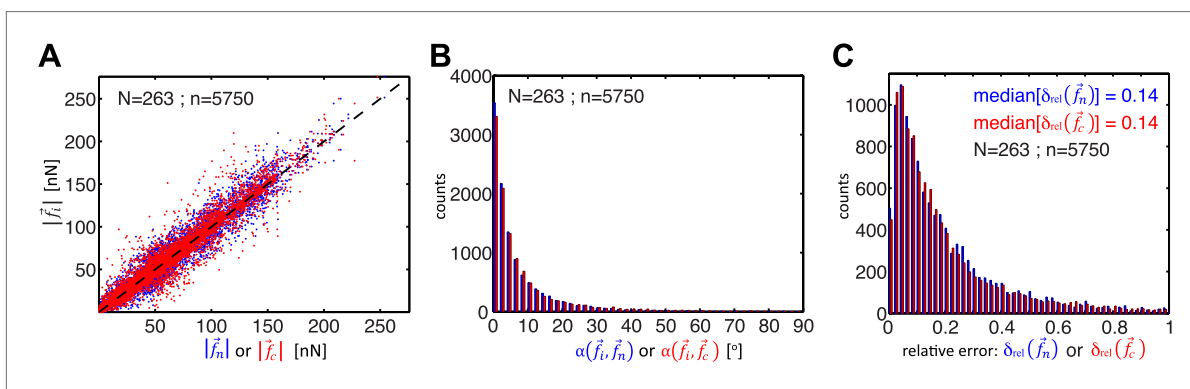 A
B
C
N=263 ; n=5750
250
200
150
100
50
|f⃗i| [nN]
50 100 150 200 250
|f⃗n| or |f⃗c| [nN]
N=263 ; n=5750
4000
3000
2000
1000
0
counts
0 10 20 30 40 50 60 70 80 90
α(f⃗i,f⃗n) or α(f⃗i,f⃗c) [o]
median[δrel(f⃗n)] = 0.14
median[δrel(f⃗c)] = 0.14
N=263 ; n=5750
1000
800
600
400
200
0
counts
0 0.2 0.4 0.6 0.8 1
relative error: δrel(f⃗n) or δrel(f⃗c)